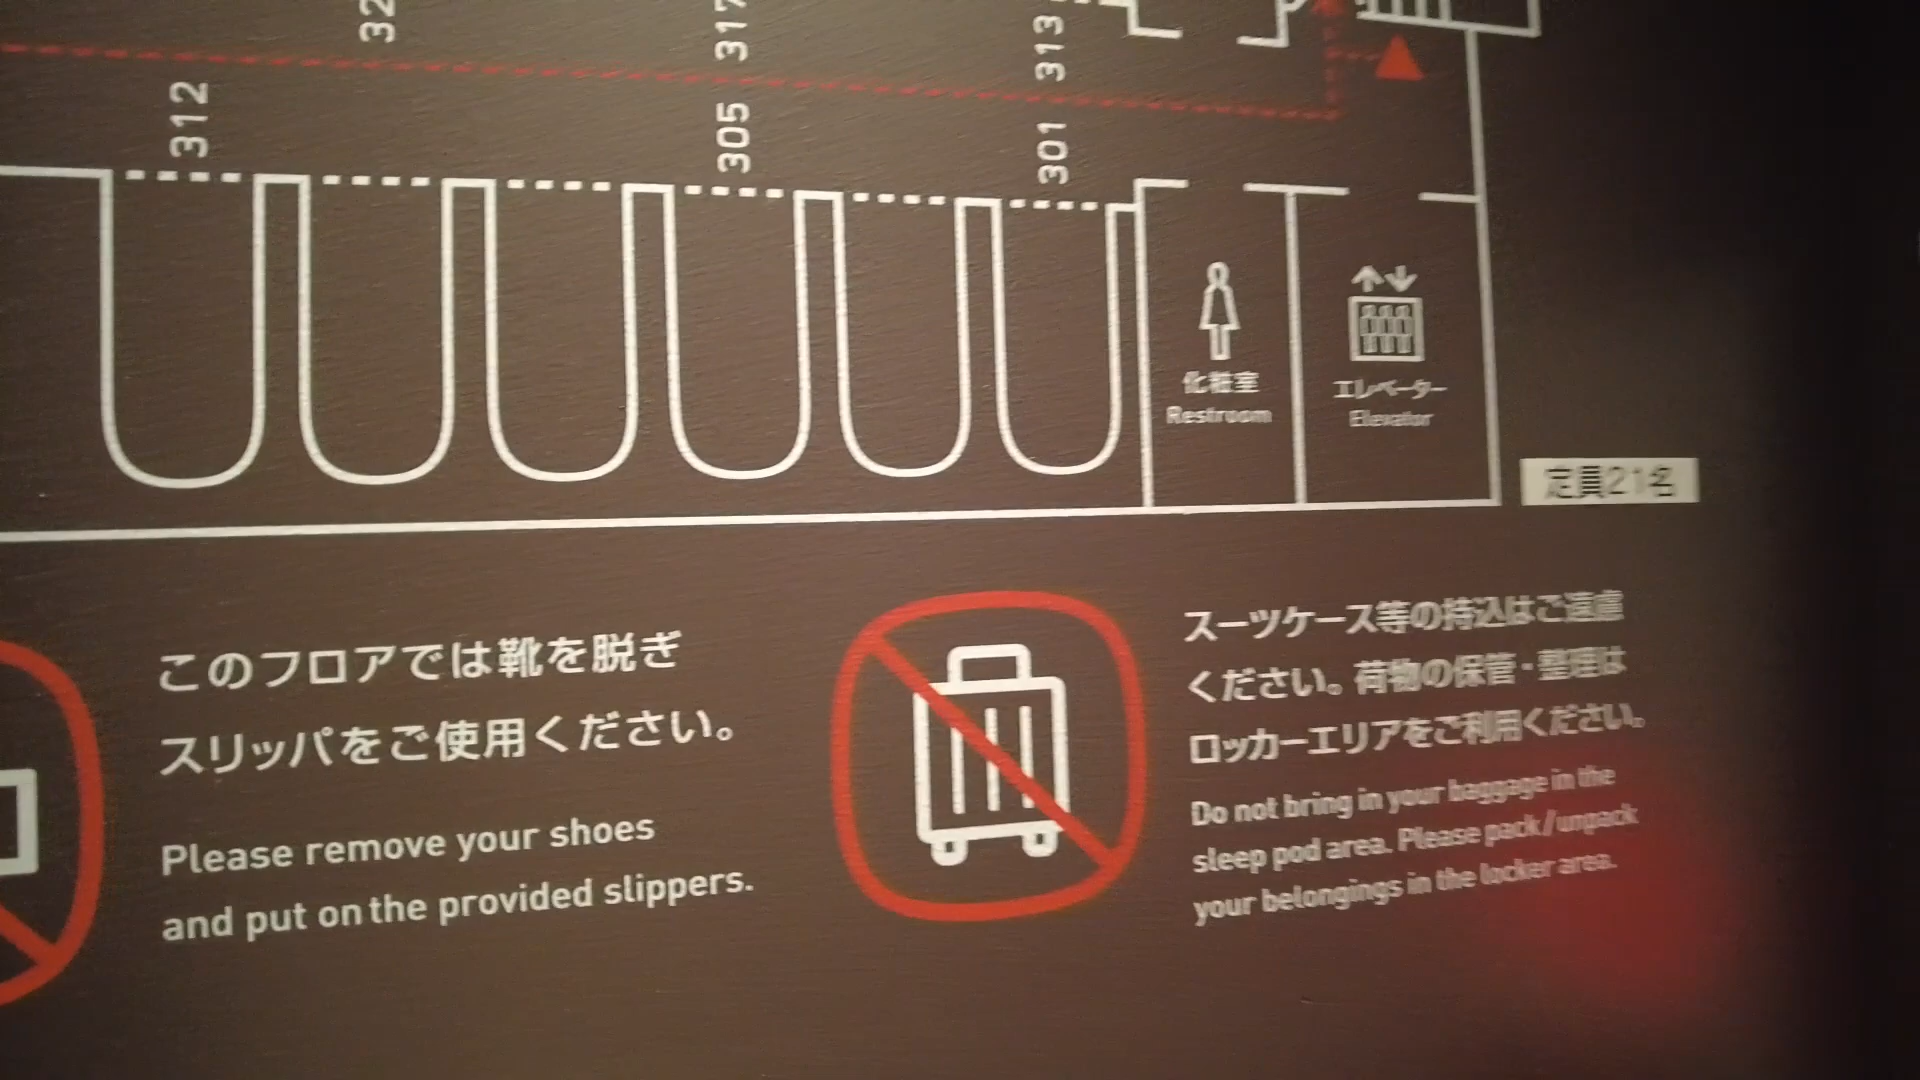 317
313
312
305
301
化粧室
Restroom
エレベーター
Elevator
定員21名
このフロアでは靴を脱ぎ
スリッパをご使用ください。
Please remove your shoes
and put on the provided slippers.
スーツケース等の持込はご遠慮
ください。荷物の保管・整理は
ロッカーエリアをご利用ください。
Do not bring in your baggage in the
sleep pod area. Please pack/unpack
your belongings in the locker area.